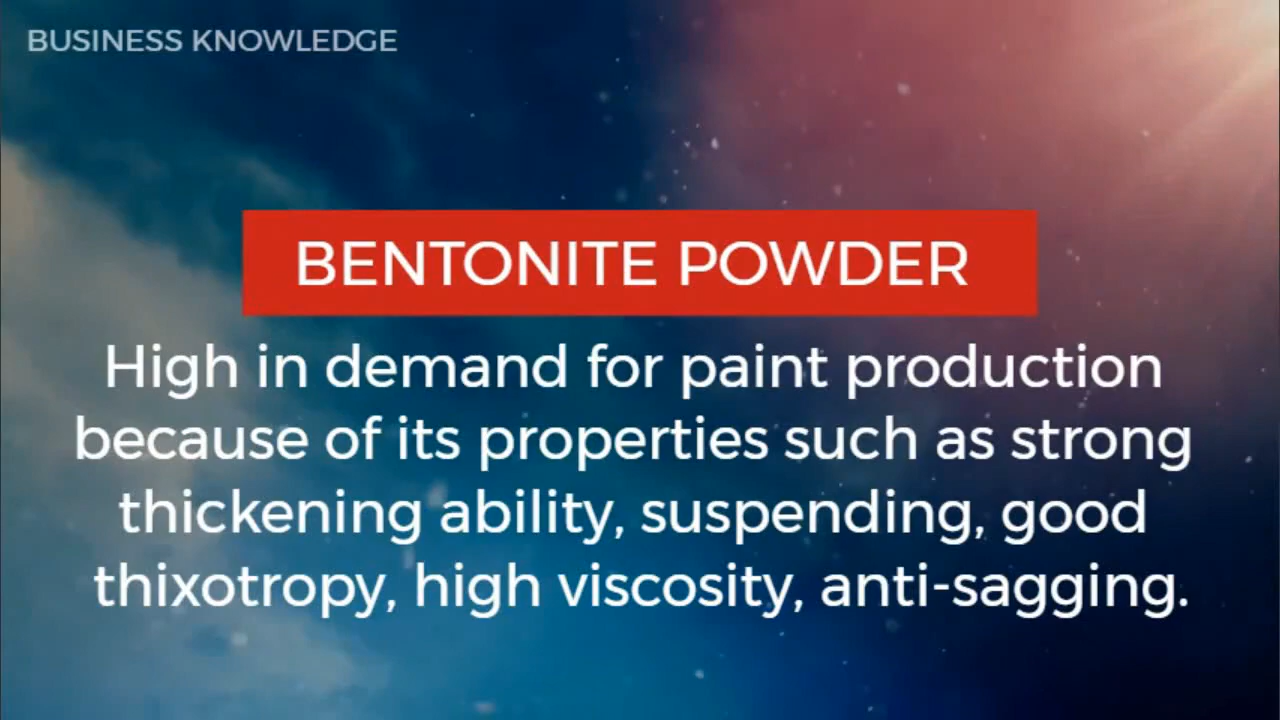 BUSINESS KNOWLEDGE
BENTONITE POWDER
High in demand for paint production
because of its properties such as strong
thickening ability, suspending, good
thixotropy, high viscosity, anti-sagging.